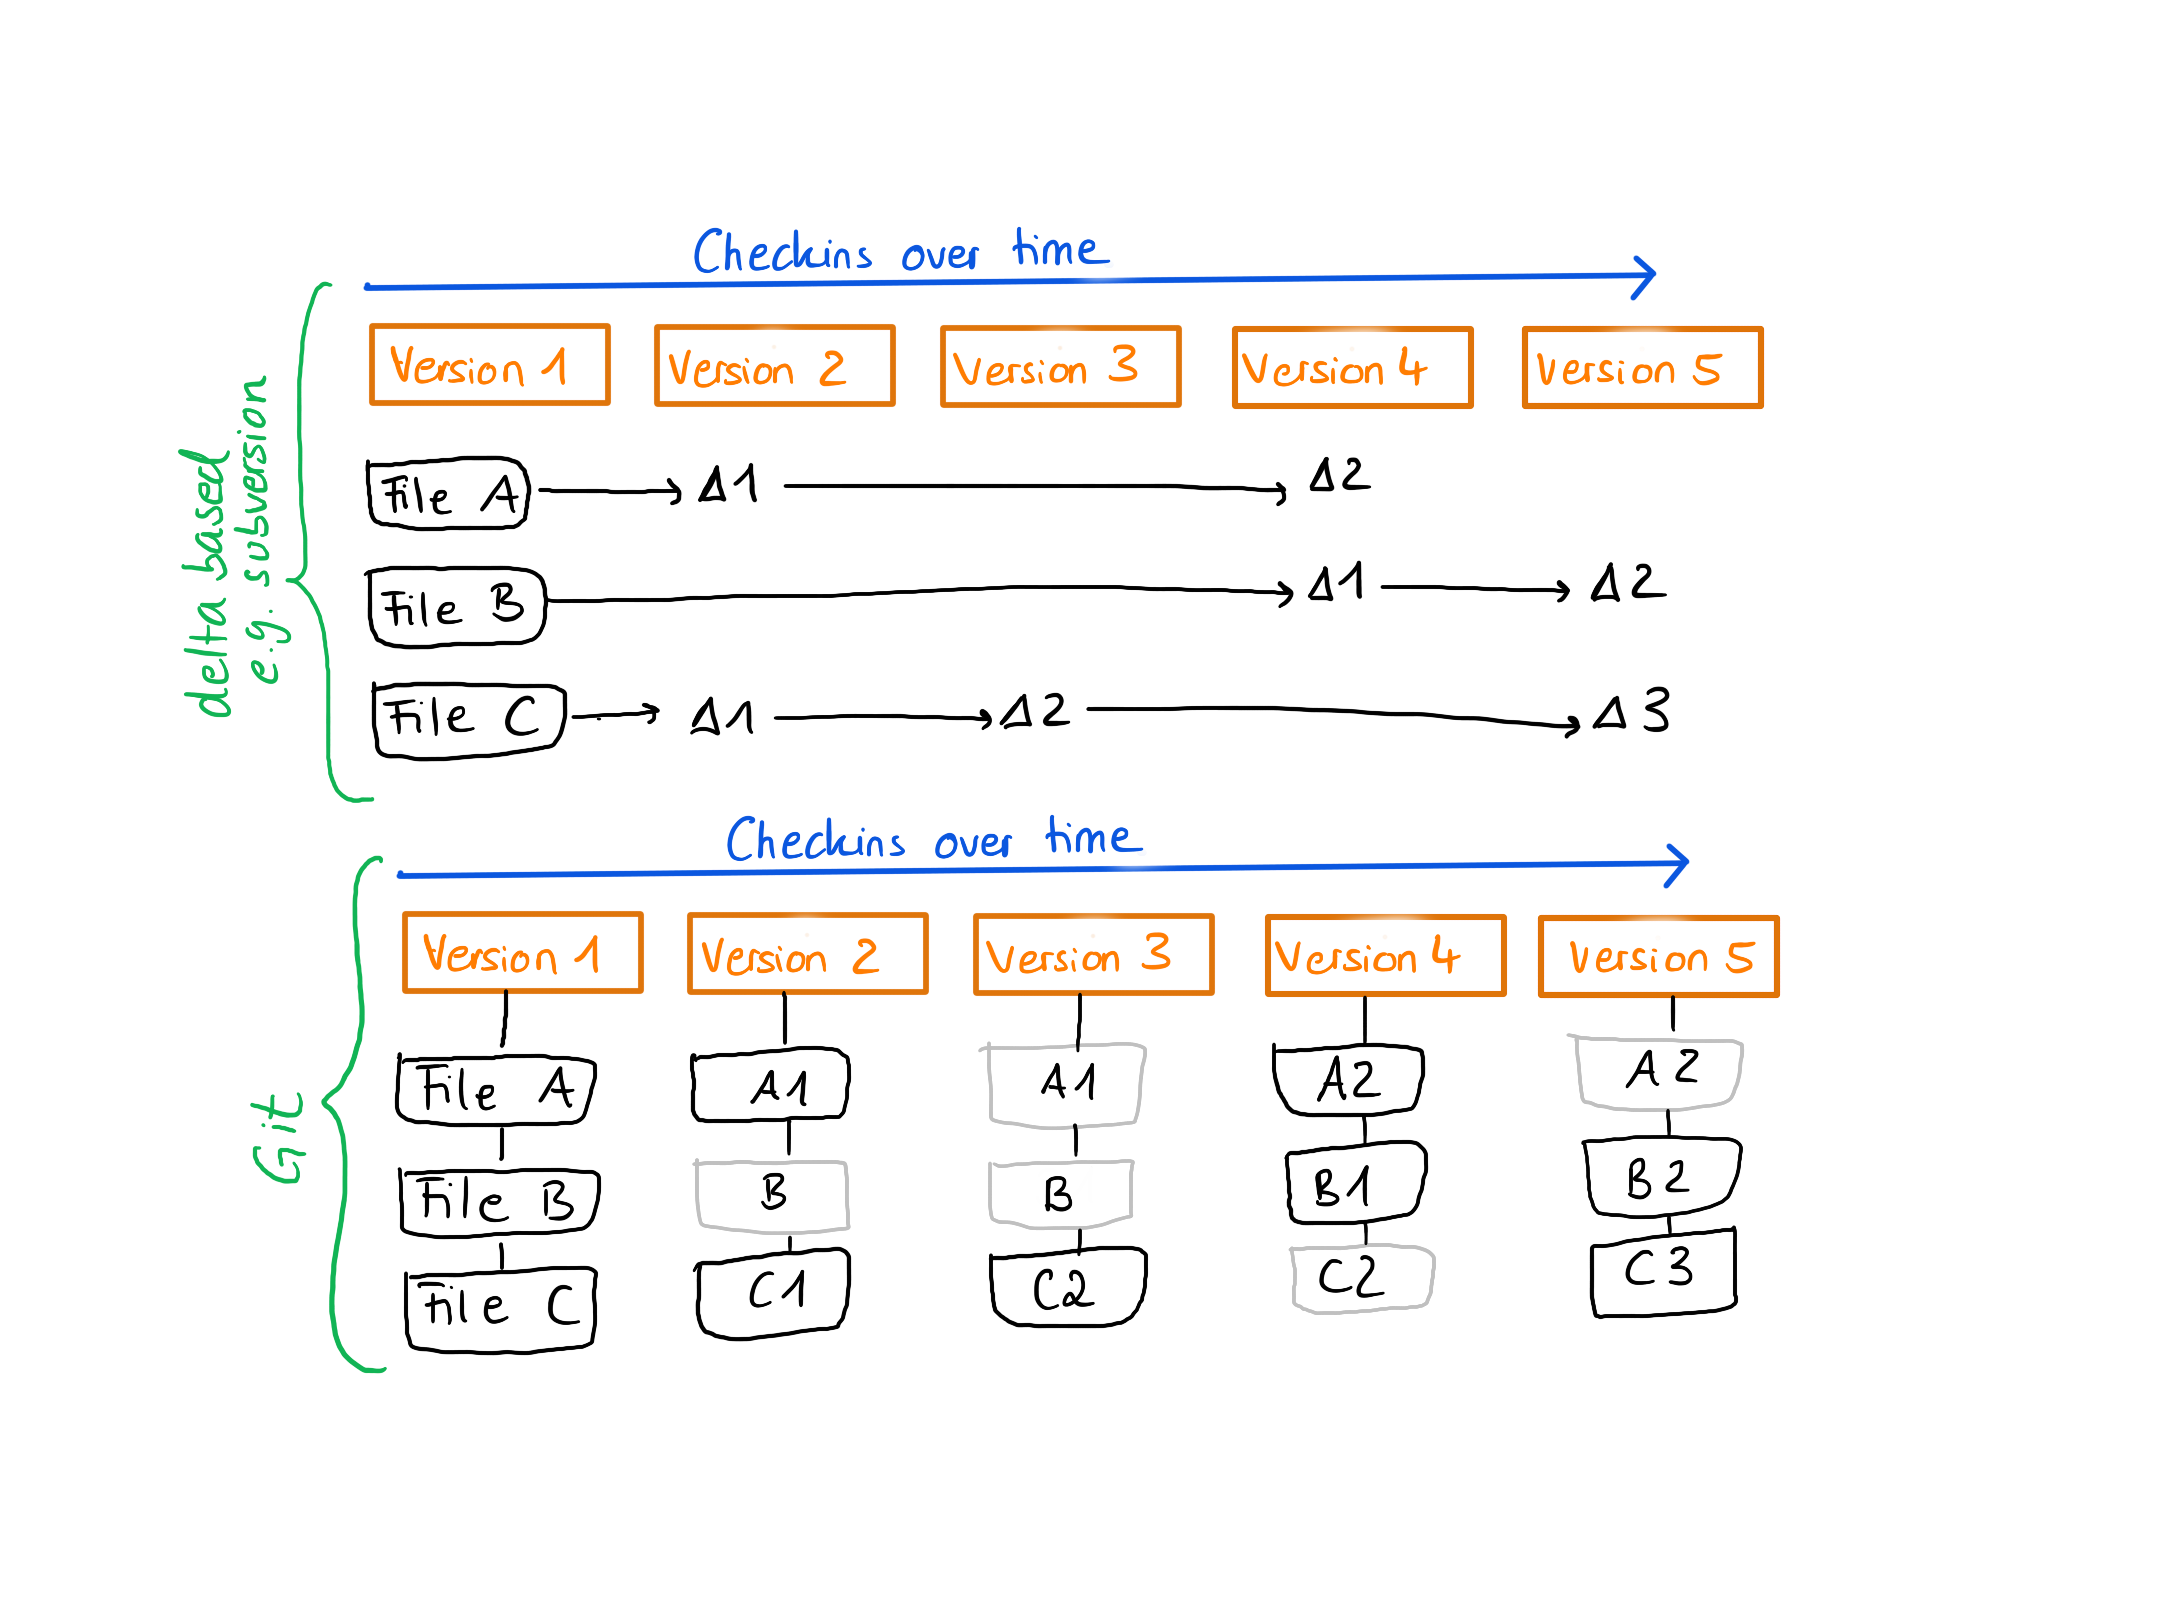 Checkins over time
Version 1 Version 2 Version 3 Version 4 Version 5
delta based
e.g. subversion
File A Δ1 Δ2
File B Δ1 Δ2
File C Δ1 Δ2 Δ3
Checkins over time
Version 1 Version 2 Version 3 Version 4 Version 5
Git
File A A1 A1 A2 A2
File B B B B1 B2
File C C1 C2 C2 C3